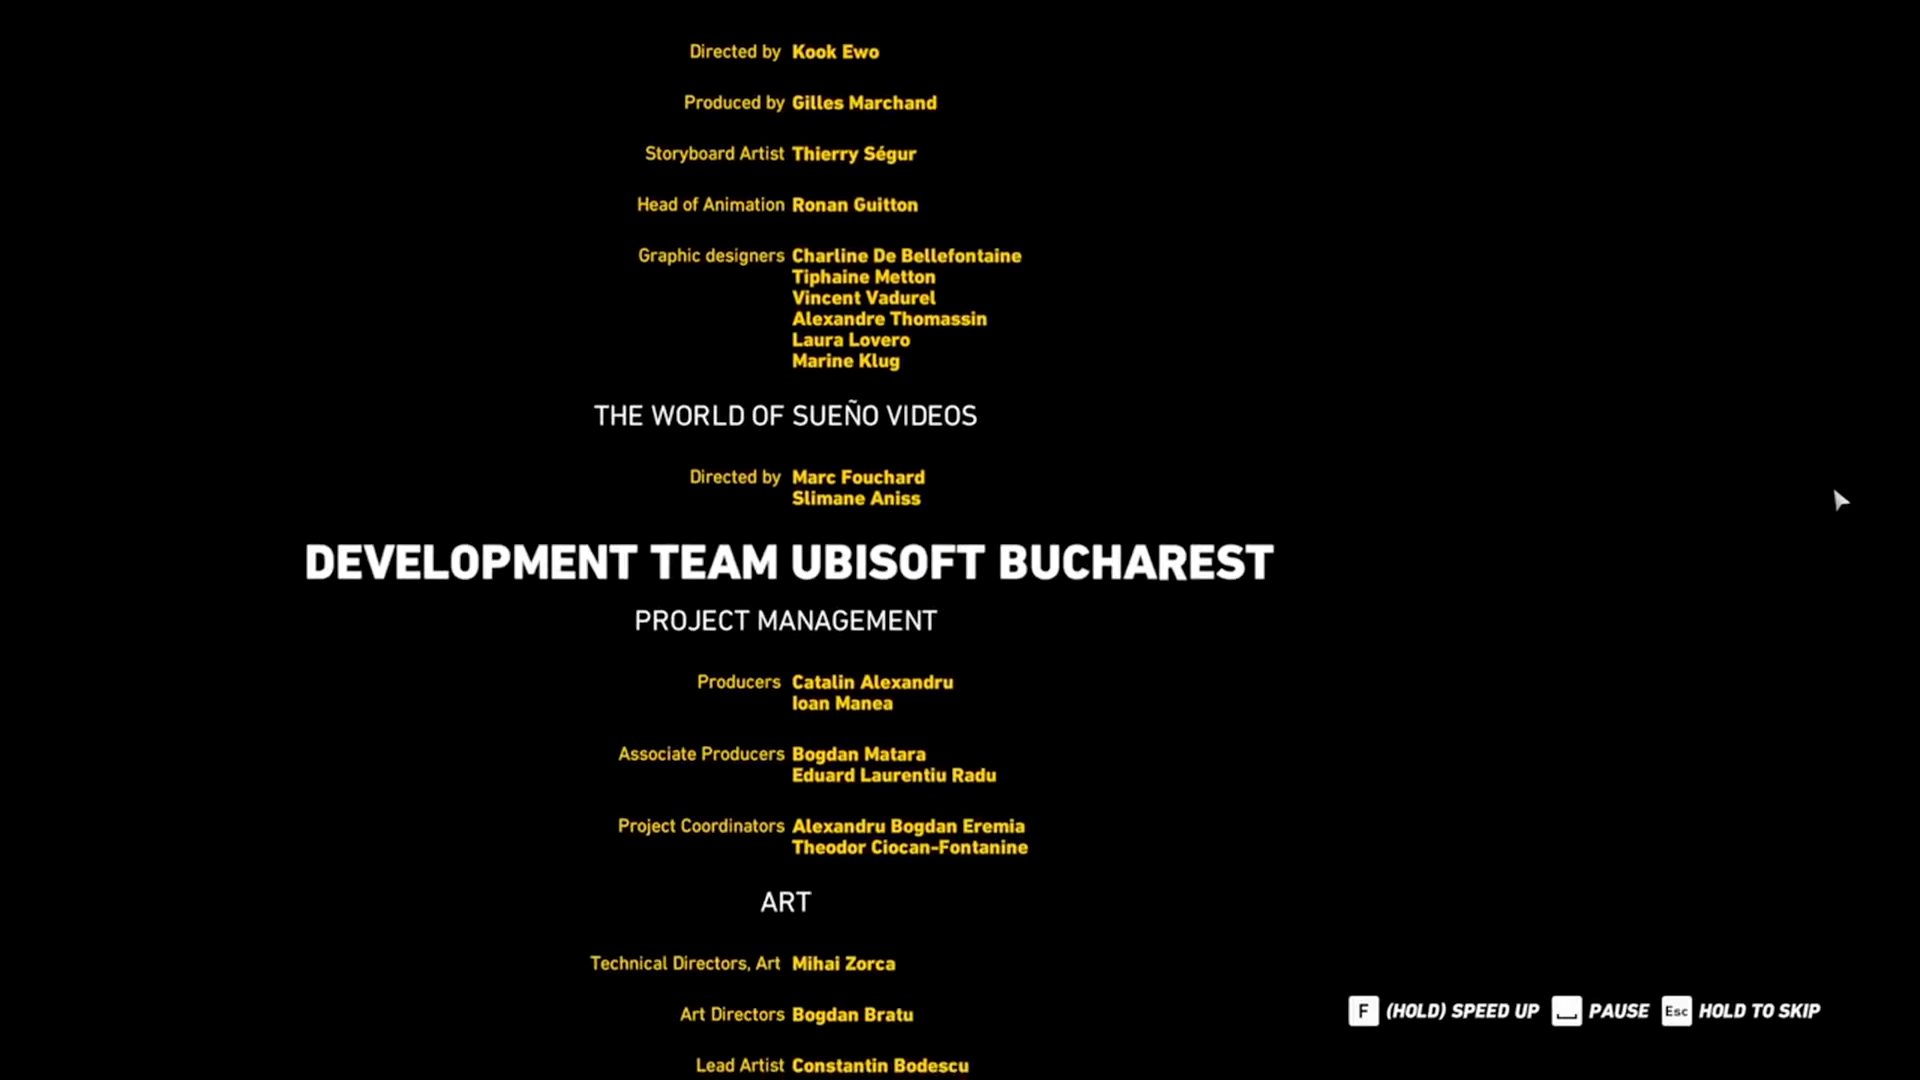 Directed by Kook Ewo
Produced by Gilles Marchand
Storyboard Artist Thierry Ségur
Head of Animation Ronan Guitton
Graphic designers Charline De Bellefontaine
Tiphaine Metton
Vincent Vadurel
Alexandre Thomassin
Laura Lovero
Marine Klug
THE WORLD OF SUEÑO VIDEOS
Directed by Marc Fouchard
Slimane Aniss
DEVELOPMENT TEAM UBISOFT BUCHAREST
PROJECT MANAGEMENT
Producers Catalin Alexandru
Ioan Manea
Associate Producers Bogdan Matara
Eduard Laurentiu Radu
Project Coordinators Alexandru Bogdan Eremia
Theodor Ciocan-Fontanine
ART
Technical Directors, Art Mihai Zorca
Art Directors Bogdan Bratu
Lead Artist Constantin Bodescu
F (HOLD) SPEED UP PAUSE Esc HOLD TO SKIP